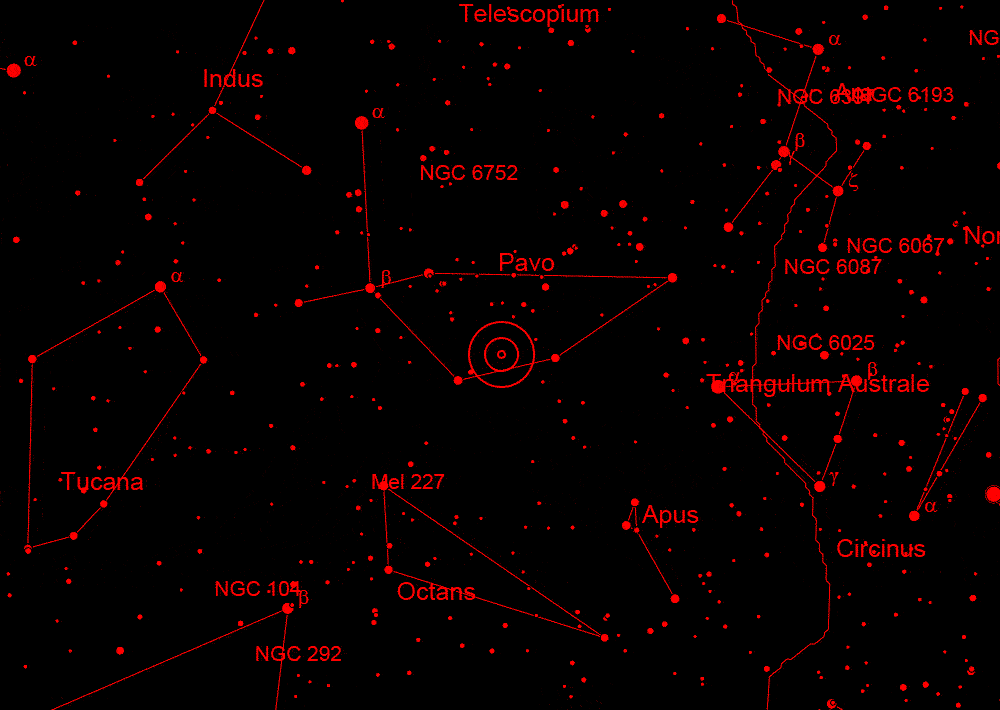 Telescopium
α
NG
α
Indus
NGC 6193
α
β
NGC 6752
ζ
Nor
NGC 6067
Pavo
NGC 6087
α
β
NGC 6025
β
α
Triangulum Australe
Tucana
Mel 227
γ
α
Apus
Circinus
NGC 104
Octans
β
NGC 292